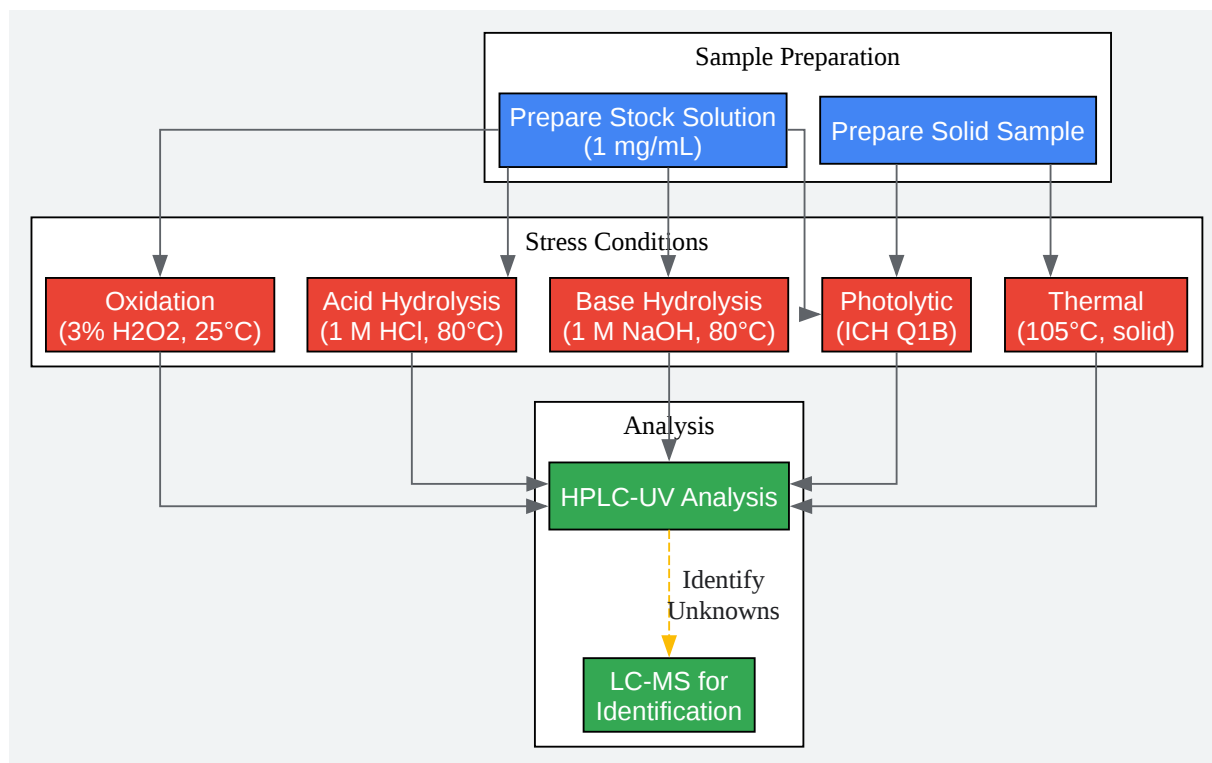 Sample Preparation
Prepare Stock Solution
(1 mg/mL)
Prepare Solid Sample
Stress Conditions
Oxidation
(3% H2O2, 25°C)
Acid Hydrolysis
(1 M HCl, 80°C)
Base Hydrolysis
(1 M NaOH, 80°C)
Photolytic
(ICH Q1B)
Thermal
(105°C, solid)
Analysis
HPLC-UV Analysis
Identify
Unknowns
LC-MS for
Identification